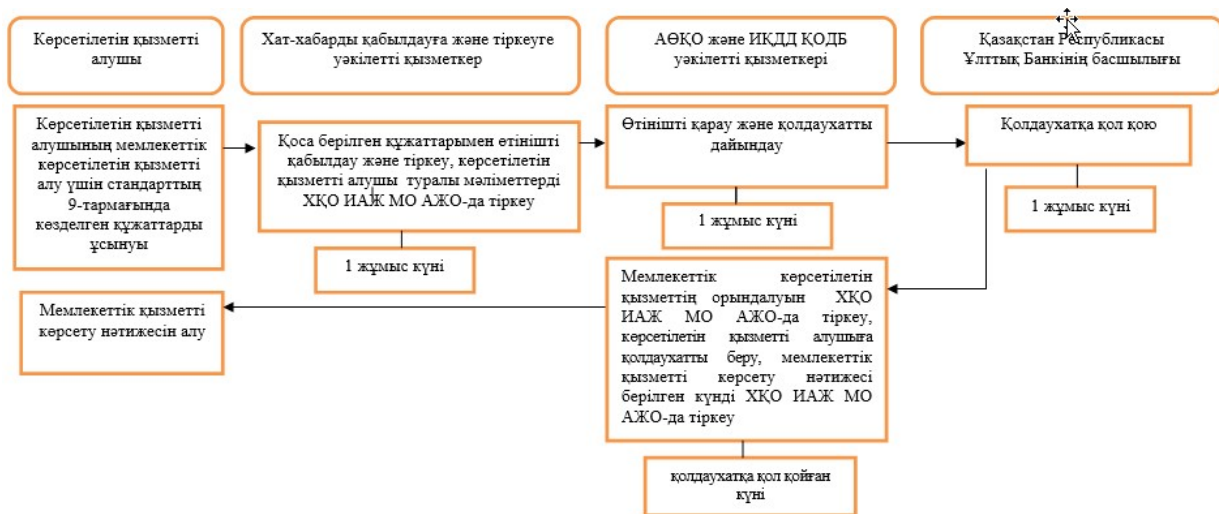 Көрсетілетін қызметті
алушы
Хат-хабарды қабылдауға және тіркеуге
уәкілетті қызметкер
АӨҚО және ИҚДД ҚОДБ
уәкілетті қызметкері
Қазақстан Республикасы
Ұлттық Банкінің басшылығы
Көрсетілетін қызметті
алушының мемлекеттік
көрсетілетін қызметті
алу үшін стандарттың
9-тармағында
көзделген құжаттарды
ұсынуы
Қоса берілген құжаттарымен өтінішті
қабылдау және тіркеу, көрсетілетін
қызметті алушы туралы мәліметтерді
ХҚО ИАЖ МО АЖО-да тіркеу
1 жұмыс күні
Өтінішті қарау және қолдаухатты
дайындау
1 жұмыс күні
Қолдаухатқа қол қою
1 жұмыс күні
Мемлекеттік көрсетілетін
қызметтің орындалуын ХҚО
ИАЖ МО АЖО-да тіркеу,
көрсетілетін қызметті алушыға
қолдаухатты беру, мемлекеттік
қызметті көрсету нәтижесі
берілген күнді ХҚО ИАЖ МО
АЖО-да тіркеу
қолдаухатқа қол қойған
күні
Мемлекеттік қызметті
көрсету нәтижесін алу